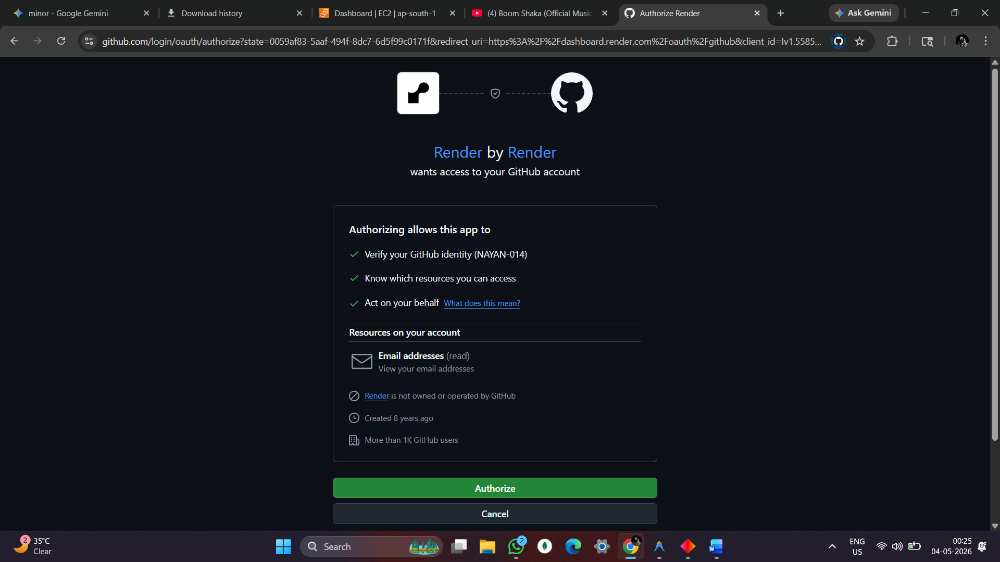 minor - Google Gemini
Download history
Dashboard | EC2 | ap-south-1
(4) Boom Shaka (Official Music
Authorize Render
Ask Gemini
github.com/login/oauth/authorize?state=0059af83-5aaf-494f-8dc7-6d5f99c0171f&redirect_uri=https%3A%2F%2Fdashboard.render.com%2Foauth%2Fgithub&client_id=Iv1.5585...
Render by Render
wants access to your GitHub account
Authorizing allows this app to
Verify your GitHub identity (NAYAN-014)
Know which resources you can access
Act on your behalf What does this mean?
Resources on your account
Email addresses (read)
View your email addresses
Render is not owned or operated by GitHub
Created 8 years ago
More than 1K GitHub users
Authorize
Cancel
2
35°C
Clear
Search
2
W
ENG
US
00:25
04-05-2026